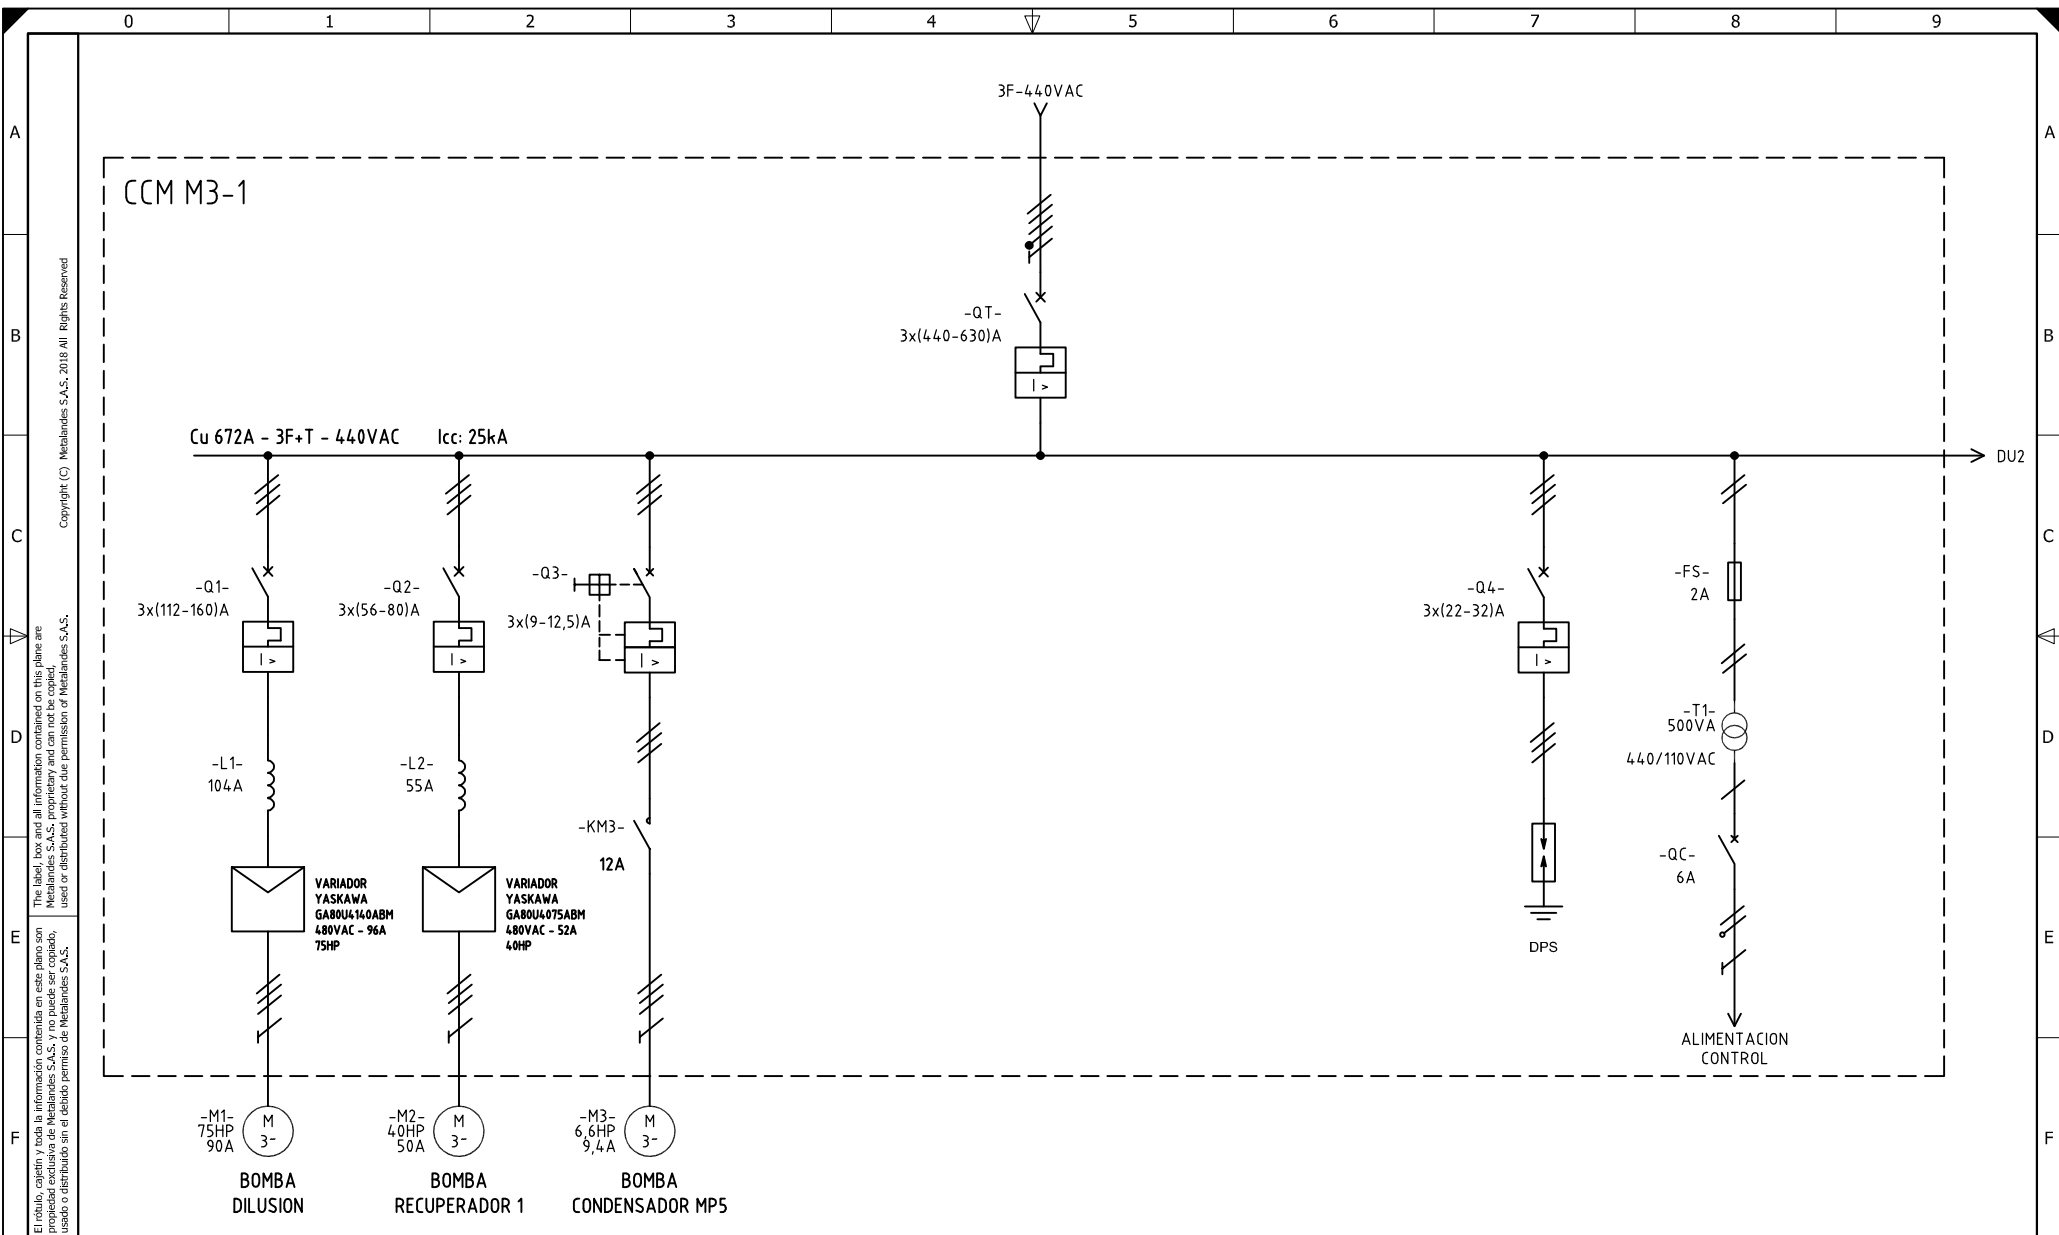 0 1 2 3 4 5 6 7 8 9
3F-440VAC
A A
CCM M3-1
-QT-
3x(440-630)A
I >
B B
Cu 672A - 3F+T - 440VAC Icc: 25kA
DU2
C C
-Q1-
3x(112-160)A
I >
-Q2-
3x(56-80)A
I >
-Q3-
3x(9-12,5)A
I >
-Q4-
3x(22-32)A
I >
-FS-
2A
D D
-L1-
104A
-L2-
55A
-KM3-
12A
-T1-
500VA
440/110VAC
-QC-
6A
VARIADOR
YASKAWA
GA80U4140ABM
480VAC - 96A
75HP
VARIADOR
YASKAWA
GA80U4075ABM
480VAC - 52A
40HP
E E
DPS
ALIMENTACION
CONTROL
F F
-M1-
75HP
90A
M
3~
BOMBA
DILUSION
-M2-
40HP
50A
M
3~
BOMBA
RECUPERADOR 1
-M3-
6,6HP
9,4A
M
3~
BOMBA
CONDENSADOR MP5
The label, box and all information contained on this plane are
Metalandes S.A.S. proprietary and can not be copied,
used or distributed without due permission of Metalandes S.A.S.
Copyright (C) Metalandes S.A.S. 2018 All Rights Reserved
El rótulo, cajetín y toda la información contenida en este plano son
propiedad exclusiva de Metalandes S.A.S. y no puede ser copiado,
usado o distribuido sin el debido permiso de Metalandes S.A.S.